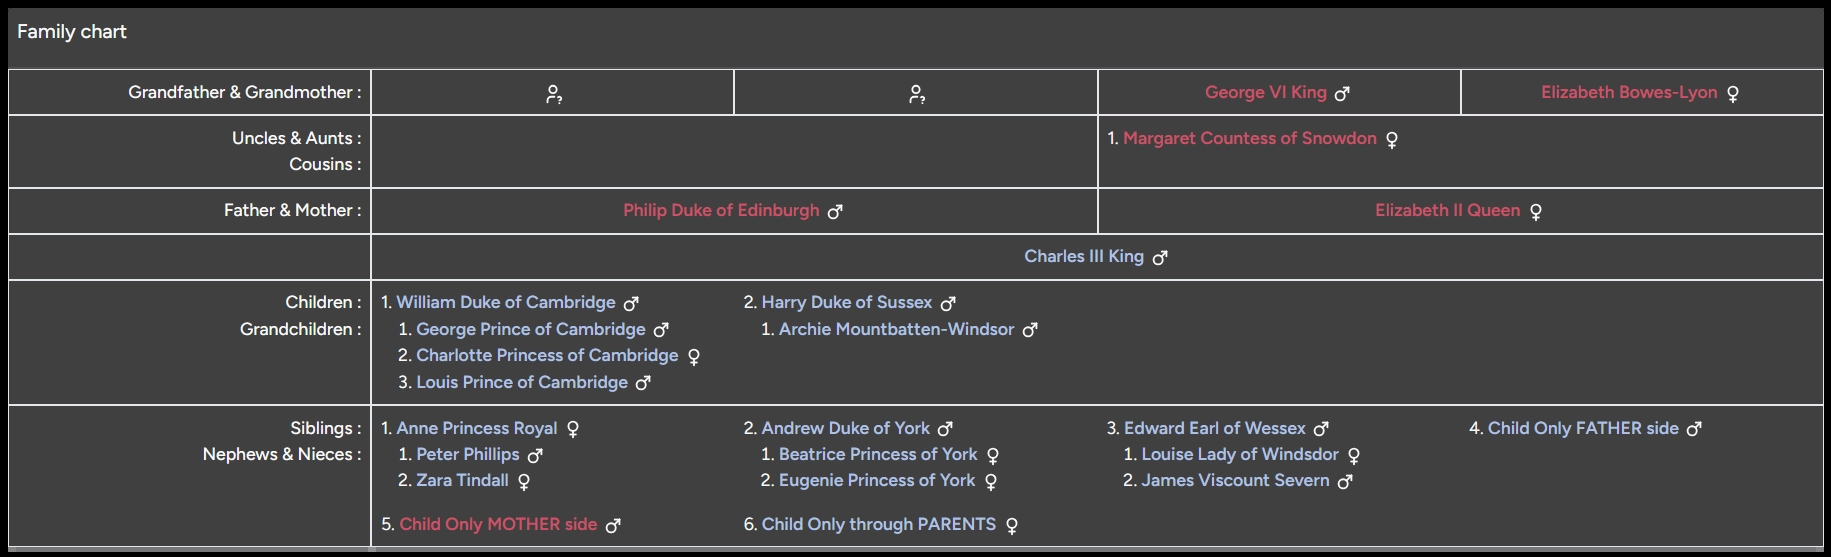 Family chart
Grandfather & Grandmother :
George VI King ♂
Elizabeth Bowes-Lyon ♀
Uncles & Aunts :
Cousins :
1. Margaret Countess of Snowdon ♀
Father & Mother :
Philip Duke of Edinburgh ♂
Elizabeth II Queen ♀
Charles III King ♂
Children :
Grandchildren :
1. William Duke of Cambridge ♂
1. George Prince of Cambridge ♂
2. Charlotte Princess of Cambridge ♀
3. Louis Prince of Cambridge ♂
2. Harry Duke of Sussex ♂
1. Archie Mountbatten-Windsor ♂
Siblings :
Nephews & Nieces :
1. Anne Princess Royal ♀
1. Peter Phillips ♂
2. Zara Tindall ♀
2. Andrew Duke of York ♂
1. Beatrice Princess of York ♀
2. Eugenie Princess of York ♀
3. Edward Earl of Wessex ♂
1. Louise Lady of Windsdor ♀
2. James Viscount Severn ♂
4. Child Only FATHER side ♂
5. Child Only MOTHER side ♂
6. Child Only through PARENTS ♀